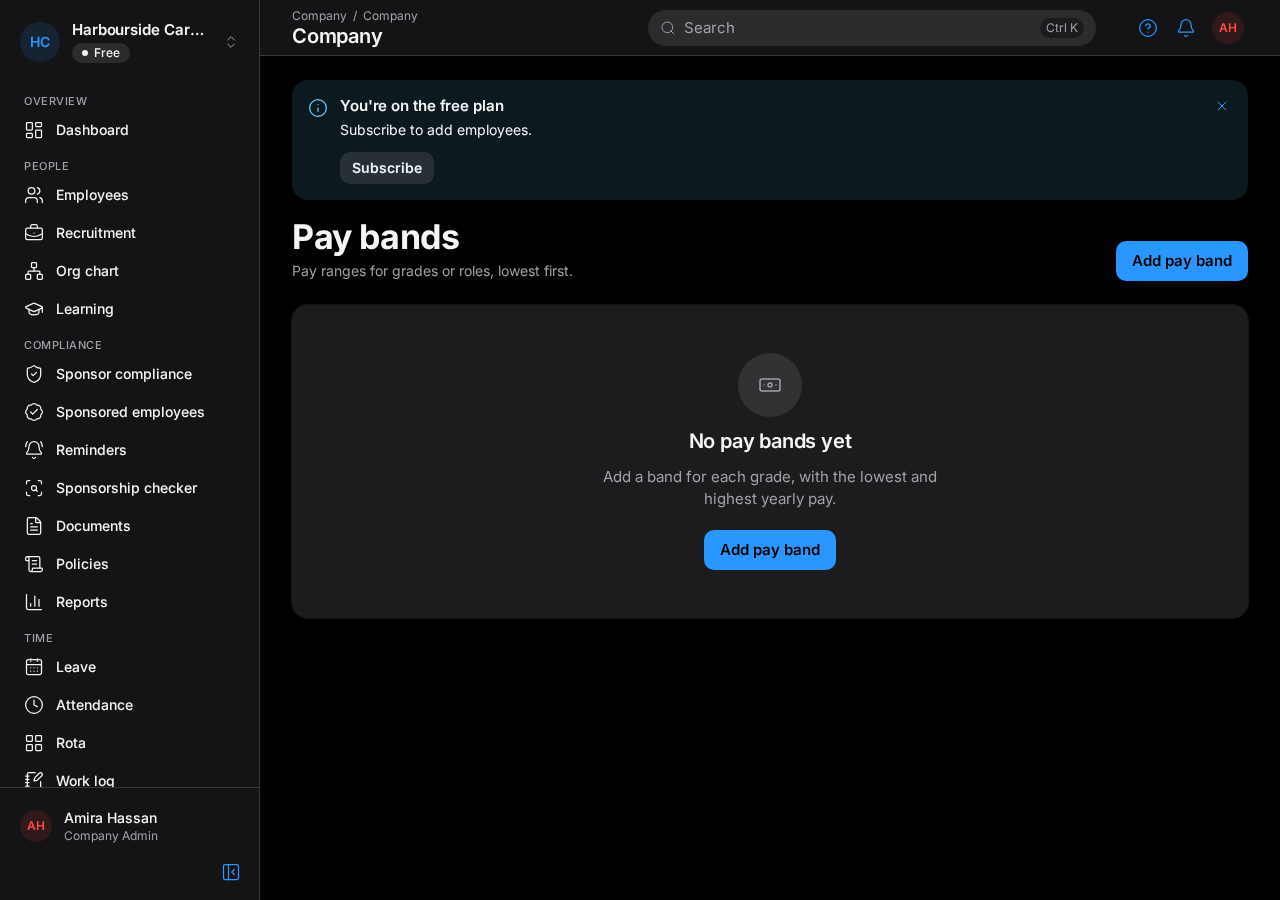 HC
Harbourside Car...
Free
OVERVIEW
Dashboard
PEOPLE
Employees
Recruitment
Org chart
Learning
COMPLIANCE
Sponsor compliance
Sponsored employees
Reminders
Sponsorship checker
Documents
Policies
Reports
TIME
Leave
Attendance
Rota
Work log
AH
Amira Hassan
Company Admin
Company / Company
Company
Search
Ctrl K
AH
You're on the free plan
Subscribe to add employees.
Subscribe
Pay bands
Pay ranges for grades or roles, lowest first.
Add pay band
No pay bands yet
Add a band for each grade, with the lowest and
highest yearly pay.
Add pay band